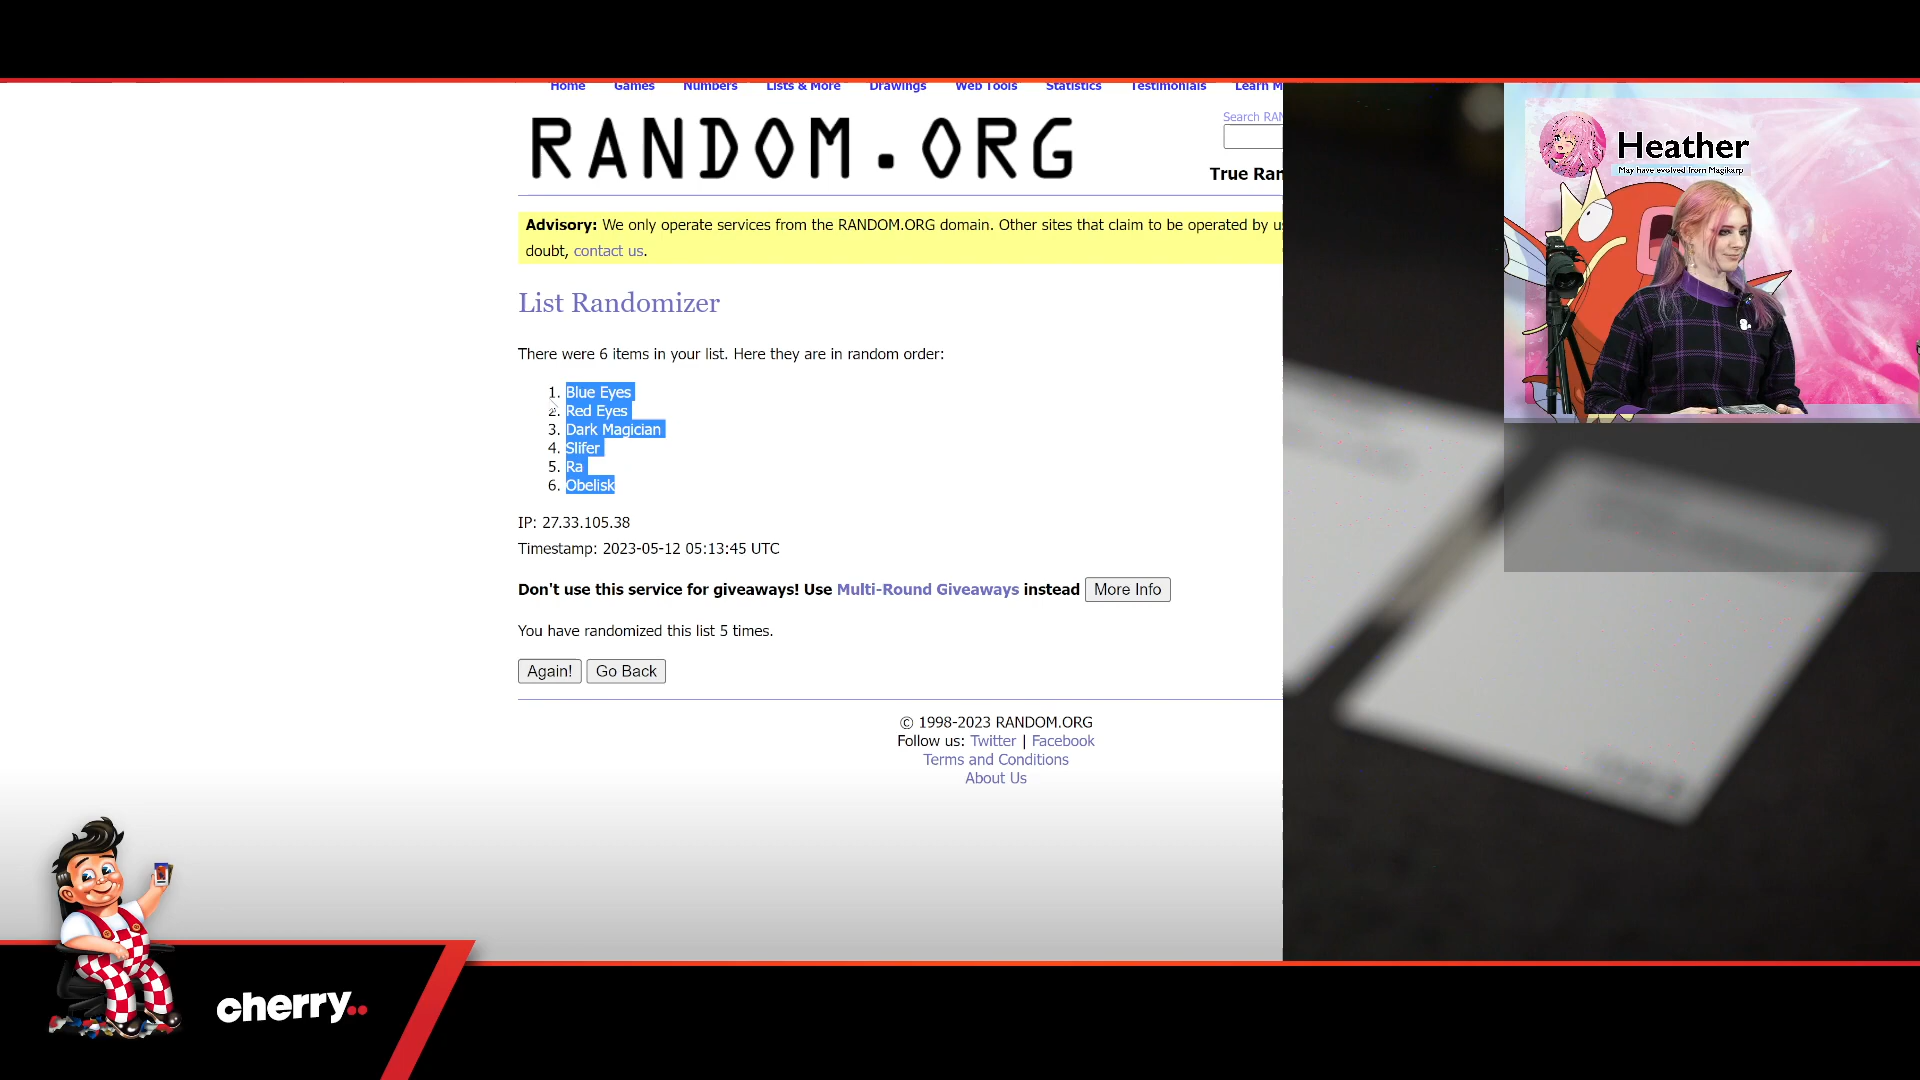 Home Games Numbers Lists & More Drawings Web Tools Statistics Testimonials Learn M
RANDOM.ORG
Search RAN
True Ran
Advisory: We only operate services from the RANDOM.ORG domain. Other sites that claim to be operated by us
doubt, contact us.
List Randomizer
There were 6 items in your list. Here they are in random order:
1. Blue Eyes
2. Red Eyes
3. Dark Magician
4. Slifer
5. Ra
6. Obelisk
IP: 27.33.105.38
Timestamp: 2023-05-12 05:13:45 UTC
Don't use this service for giveaways! Use Multi-Round Giveaways instead More Info
You have randomized this list 5 times.
Again! Go Back
© 1998-2023 RANDOM.ORG
Follow us: Twitter | Facebook
Terms and Conditions
About Us
Heather
May have evolved from Magikarp
cherry..